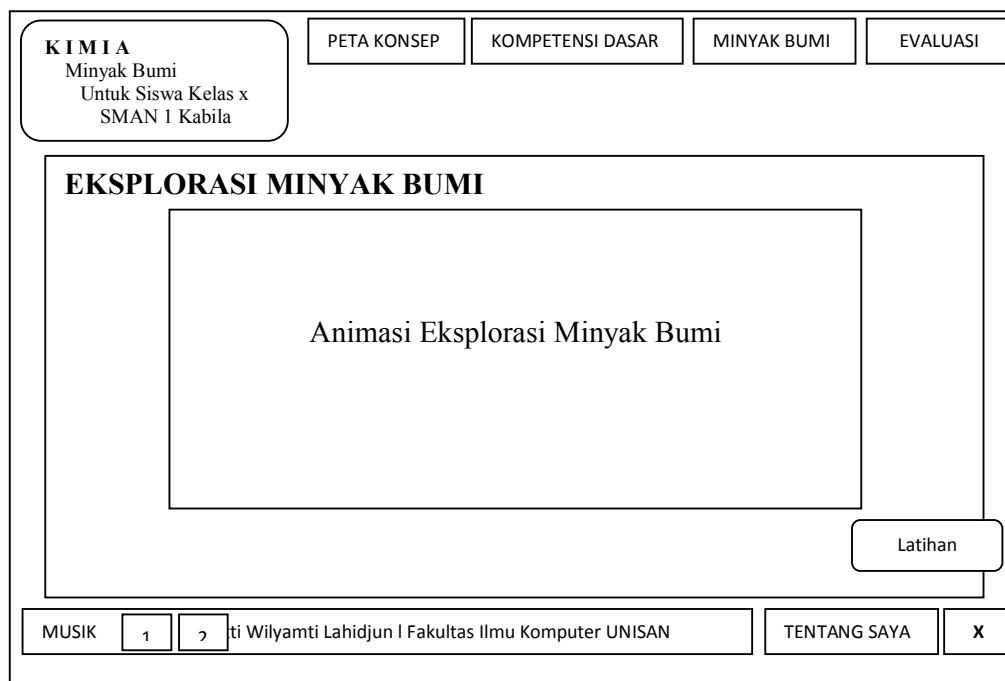 K I M I A
Minyak Bumi
Untuk Siswa Kelas x
SMAN 1 Kabila
PETA KONSEP
KOMPETENSI DASAR
MINYAK BUMI
EVALUASI
EKSPLORASI MINYAK BUMI
Animasi Eksplorasi Minyak Bumi
Latihan
MUSIK
1
2
Wilyamti Lahidjun l Fakultas Ilmu Komputer UNISAN
TENTANG SAYA
X